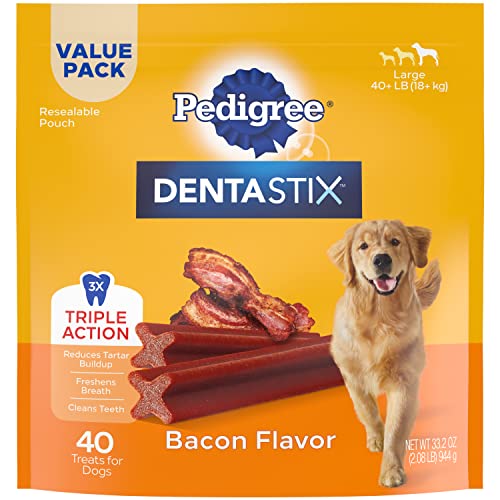 VALUE
PACK
Resealable
Pouch
Large
40+ LB (18+ kg)
Pedigree®
DENTASTIX™
3X
TRIPLE
ACTION
Reduces Tartar
Buildup
Freshens
Breath
Cleans Teeth
40
Treats for
Dogs
Bacon Flavor
NET WT 33.2 OZ
(2.08 LB) 944 g